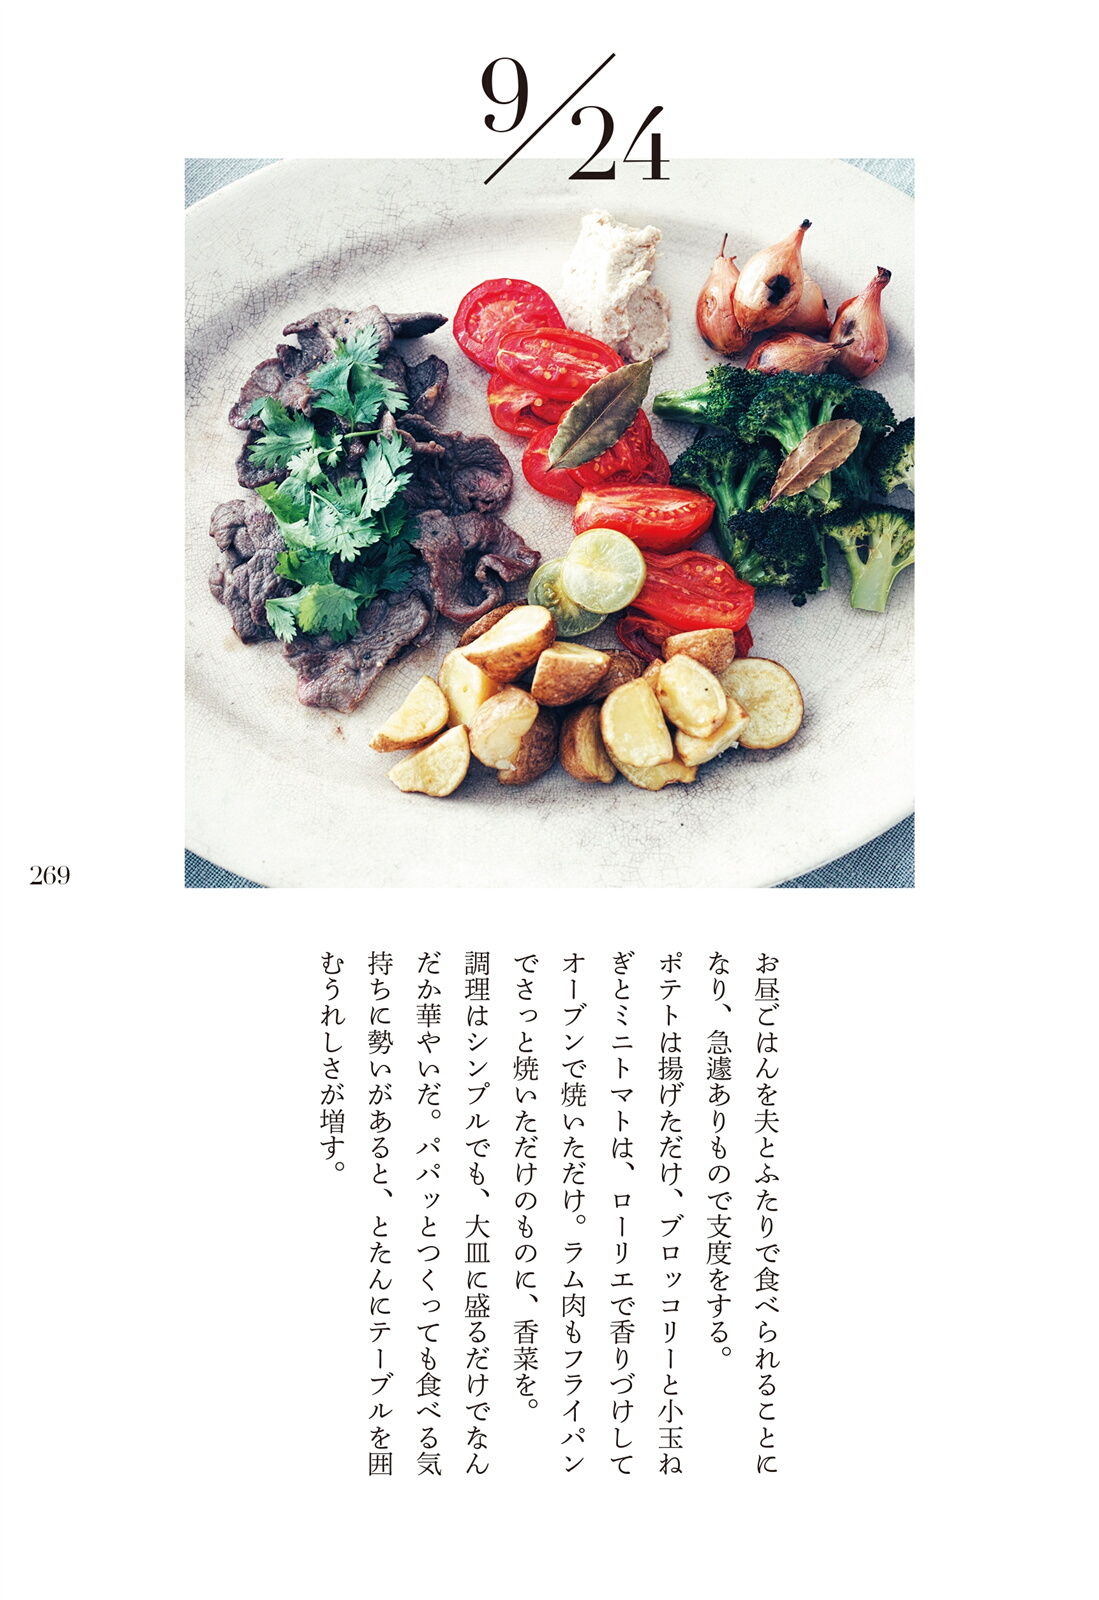 9/24
269
お昼ごはんを夫とふたりで食べられることに
なり、急遽ありもので支度をする。
ポテトは揚げただけ、ブロッコリーと小玉ね
ぎとミニトマトは、ローリエで香りづけして
オーブンで焼いただけ。ラム肉もフライパン
でさっと焼いただけのものに、香菜を。
調理はシンプルでも、大皿に盛るだけでなん
だか華やいだ。パパッとつくっても食べる気
持ちに勢いがあると、とたんにテーブルを囲
むうれしさが増す。